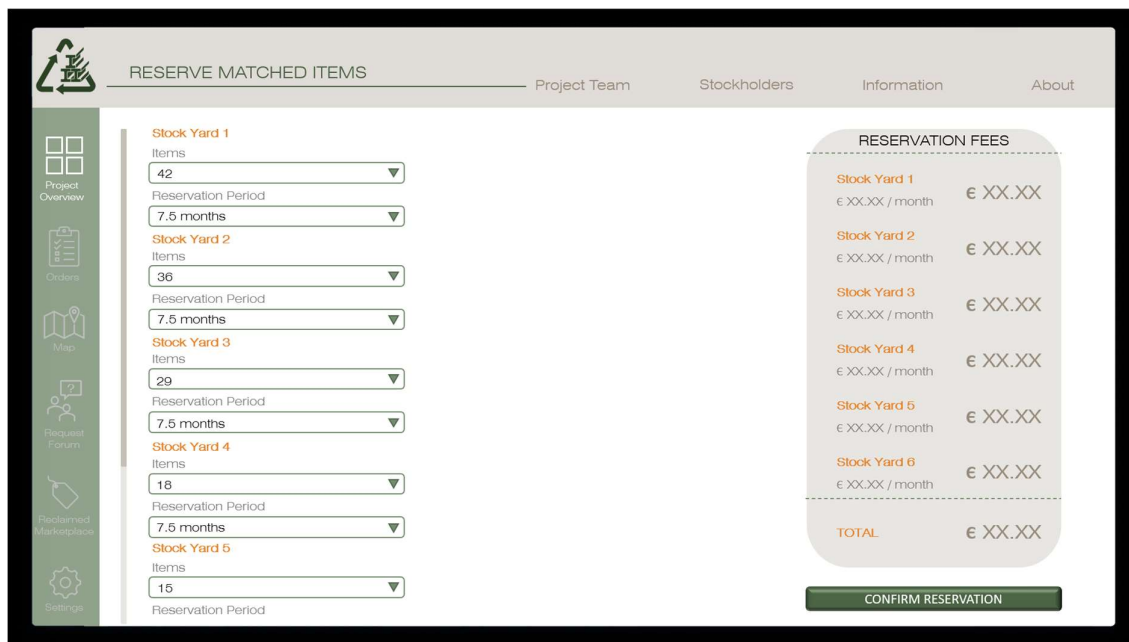 RESERVE MATCHED ITEMS
Project Team
Stockholders
Information
About
Project
Overview
Orders
Map
Request
Forum
Reclaimed
Marketplace
Settings
Stock Yard 1
Items
42
Reservation Period
7.5 months
Stock Yard 2
Items
36
Reservation Period
7.5 months
Stock Yard 3
Items
29
Reservation Period
7.5 months
Stock Yard 4
Items
18
Reservation Period
7.5 months
Stock Yard 5
Items
15
Reservation Period
RESERVATION FEES
Stock Yard 1
€ XX.XX / month
€ XX.XX
Stock Yard 2
€ XX.XX / month
€ XX.XX
Stock Yard 3
€ XX.XX / month
€ XX.XX
Stock Yard 4
€ XX.XX / month
€ XX.XX
Stock Yard 5
€ XX.XX / month
€ XX.XX
Stock Yard 6
€ XX.XX / month
€ XX.XX
TOTAL
€ XX.XX
CONFIRM RESERVATION